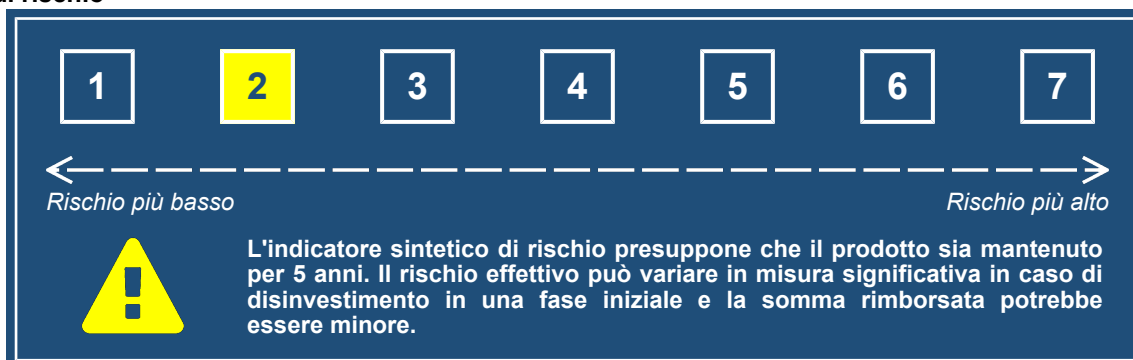 di rischio
1 2 3 4 5 6 7
Rischio più basso Rischio più alto
L'indicatore sintetico di rischio presuppone che il prodotto sia mantenuto
per 5 anni. Il rischio effettivo può variare in misura significativa in caso di
disinvestimento in una fase iniziale e la somma rimborsata potrebbe
essere minore.